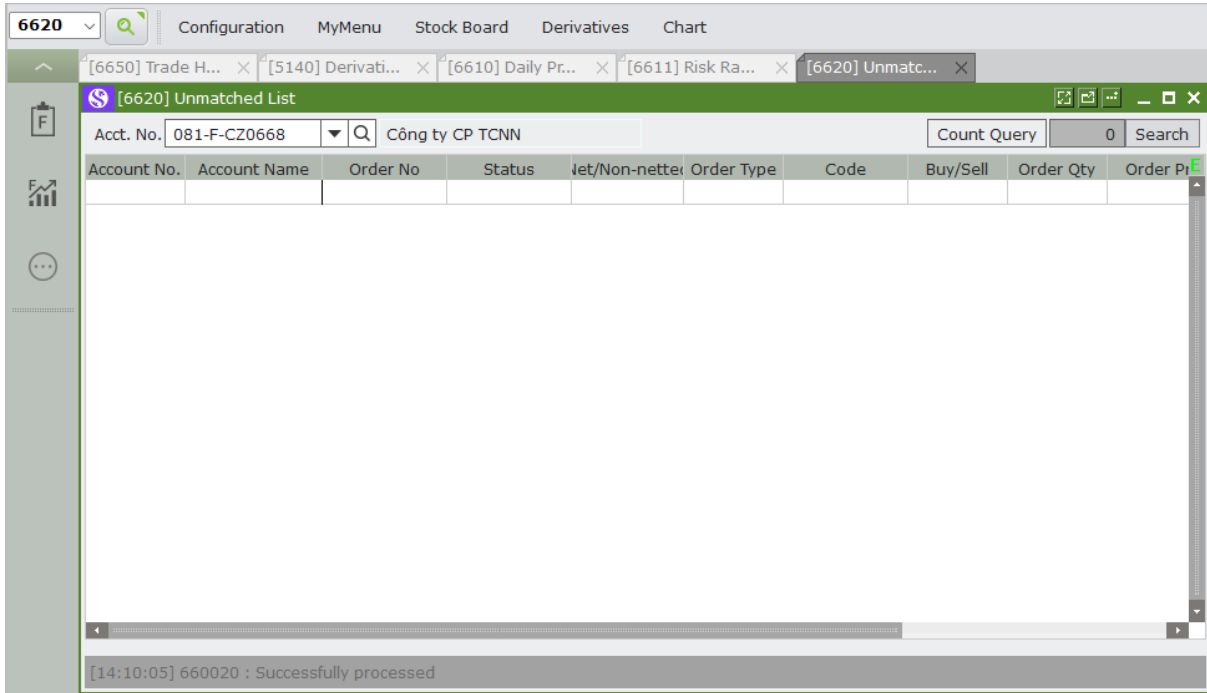 6620 Configuration MyMenu Stock Board Derivatives Chart
[6650] Trade H... [5140] Derivati... [6610] Daily Pr... [6611] Risk Ra... [6620] Unmatc...
[6620] Unmatched List
F
Acct. No. 081-F-CZ0668 Công ty CP TCNN Count Query 0 Search
Account No. Account Name Order No Status Net/Non-netted Order Type Code Buy/Sell Order Qty Order Pr E
F
[14:10:05] 660020 : Successfully processed